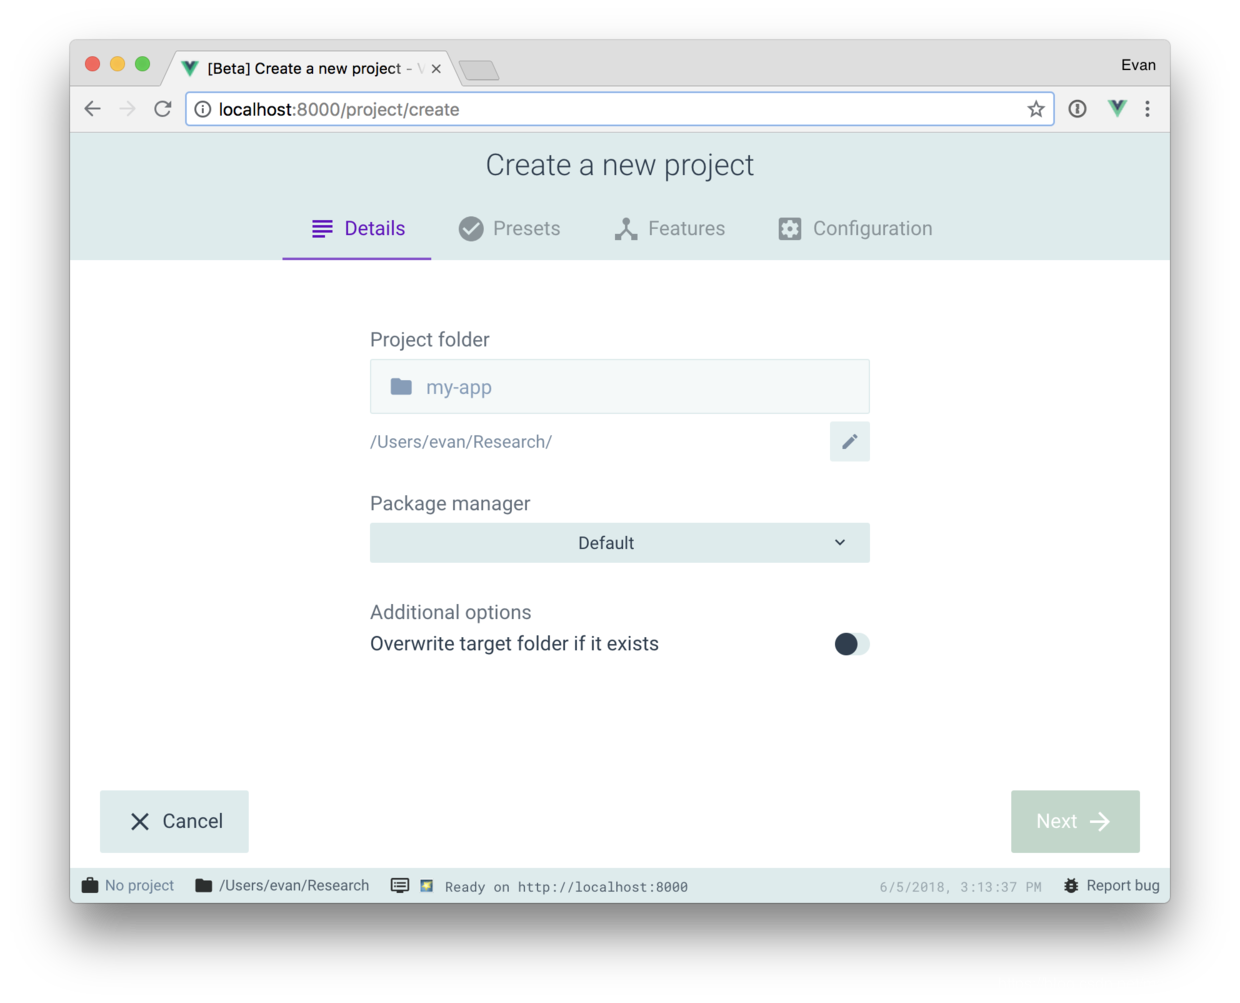 [Beta] Create a new project -
Evan
localhost:8000/project/create
Create a new project
Details Presets Features Configuration
Project folder
my-app
/Users/evan/Research/
Package manager
Default
Additional options
Overwrite target folder if it exists
Cancel Next
No project /Users/evan/Research Ready on http://localhost:8000 6/5/2018, 3:13:37 PM Report bug